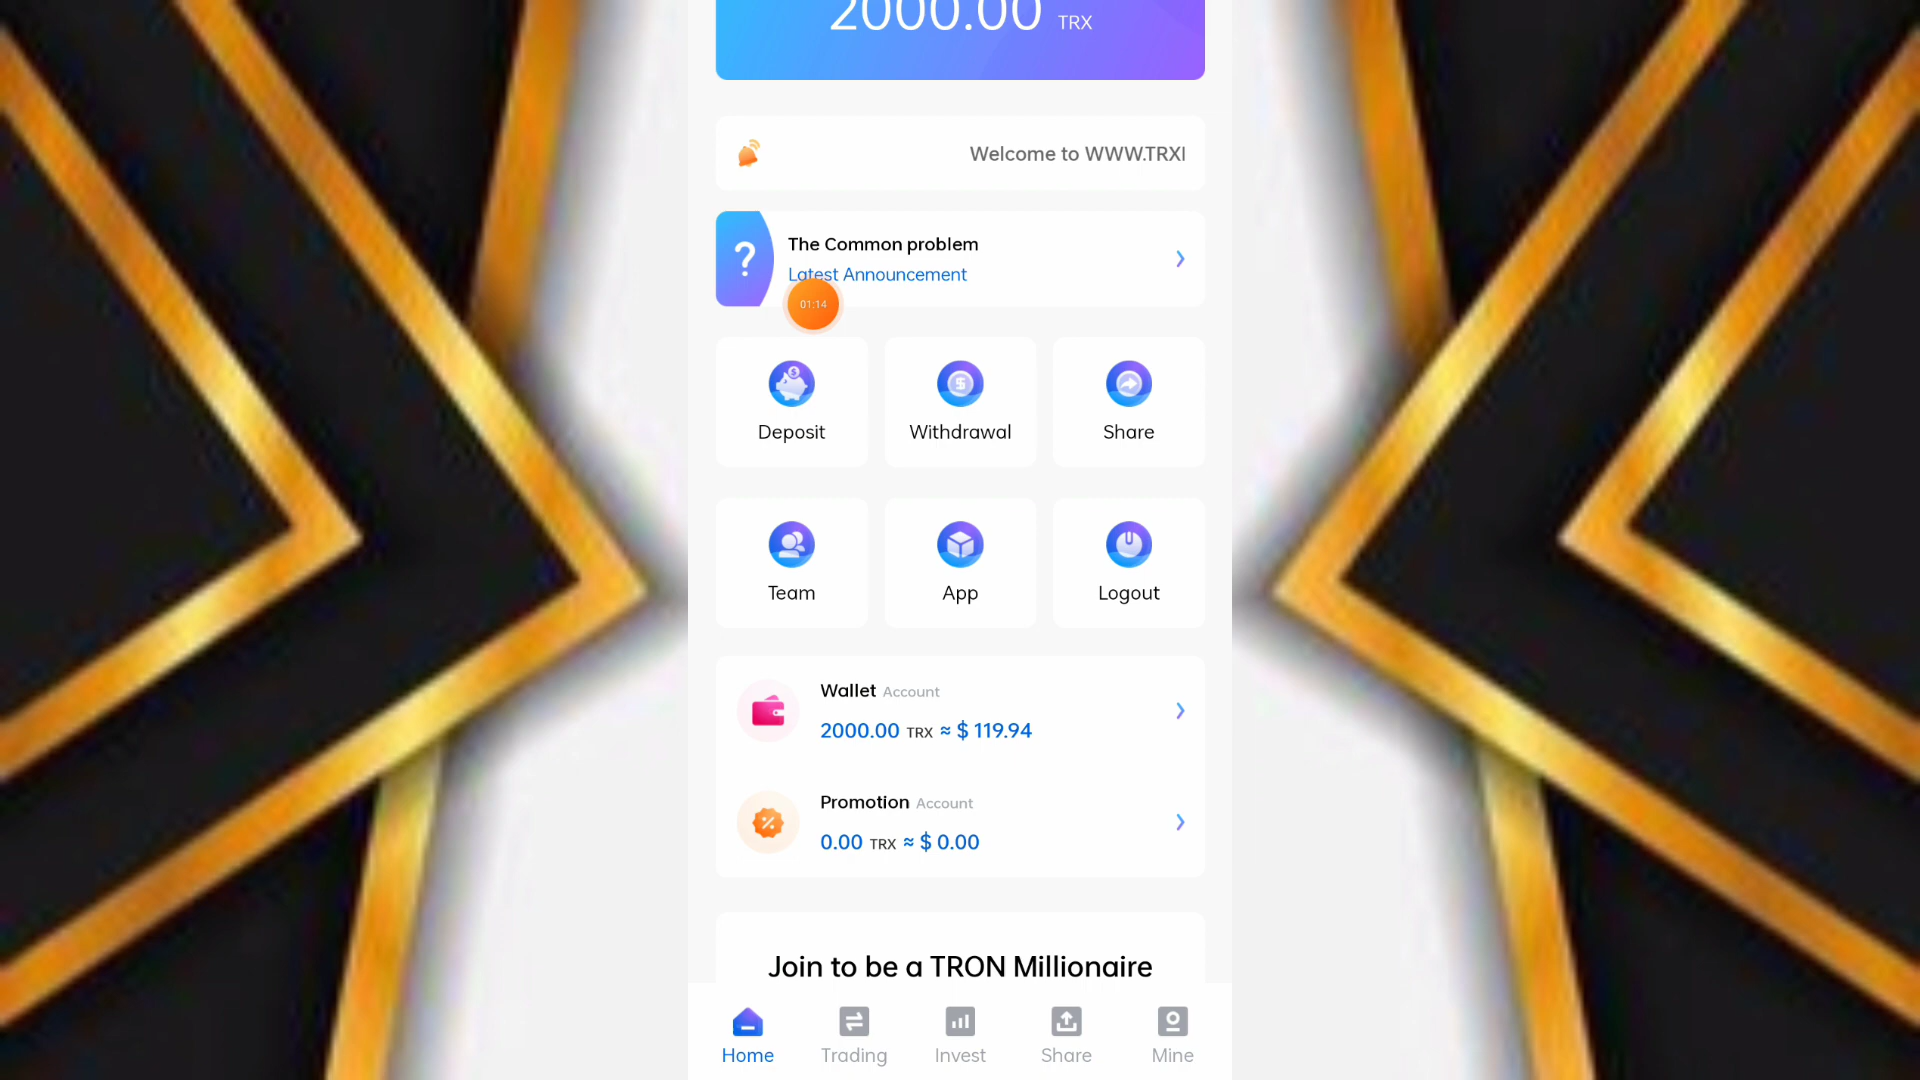 2000.00 TRX
Welcome to WWW.TRX
The Common problem
Latest Announcement
01:14
Deposit
Withdrawal
Share
Team
App
Logout
Wallet Account
2000.00 TRX ≈ $ 119.94
Promotion Account
0.00 TRX ≈ $ 0.00
Join to be a TRON Millionaire
Home
Trading
Invest
Share
Mine